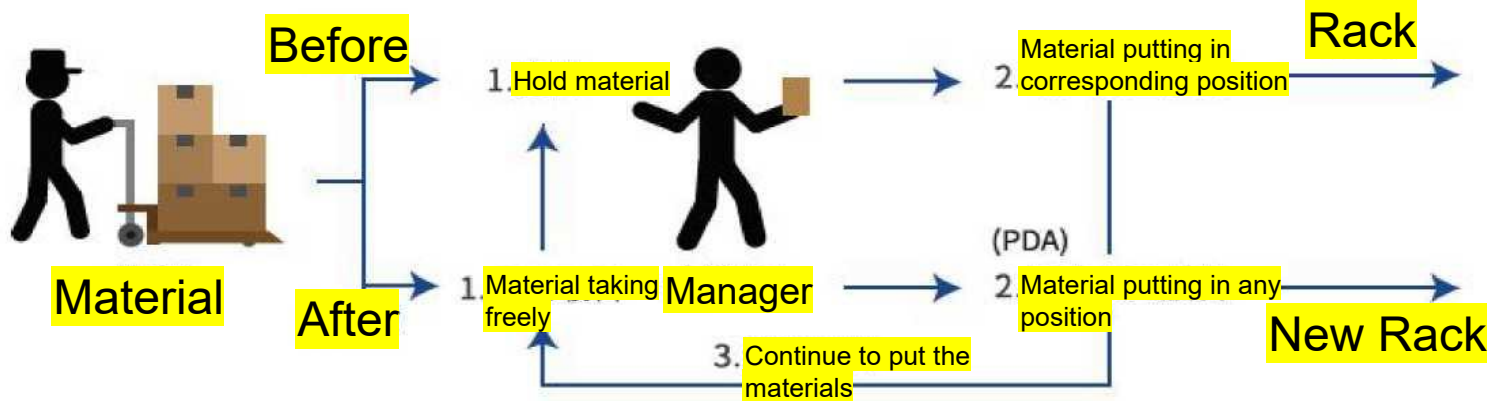 Before
Rack
1. Hold material
2. Material putting in
corresponding position
Material
After
1. Material taking
freely
Manager
(PDA)
2. Material putting in any
position
New Rack
3. Continue to put the
materials